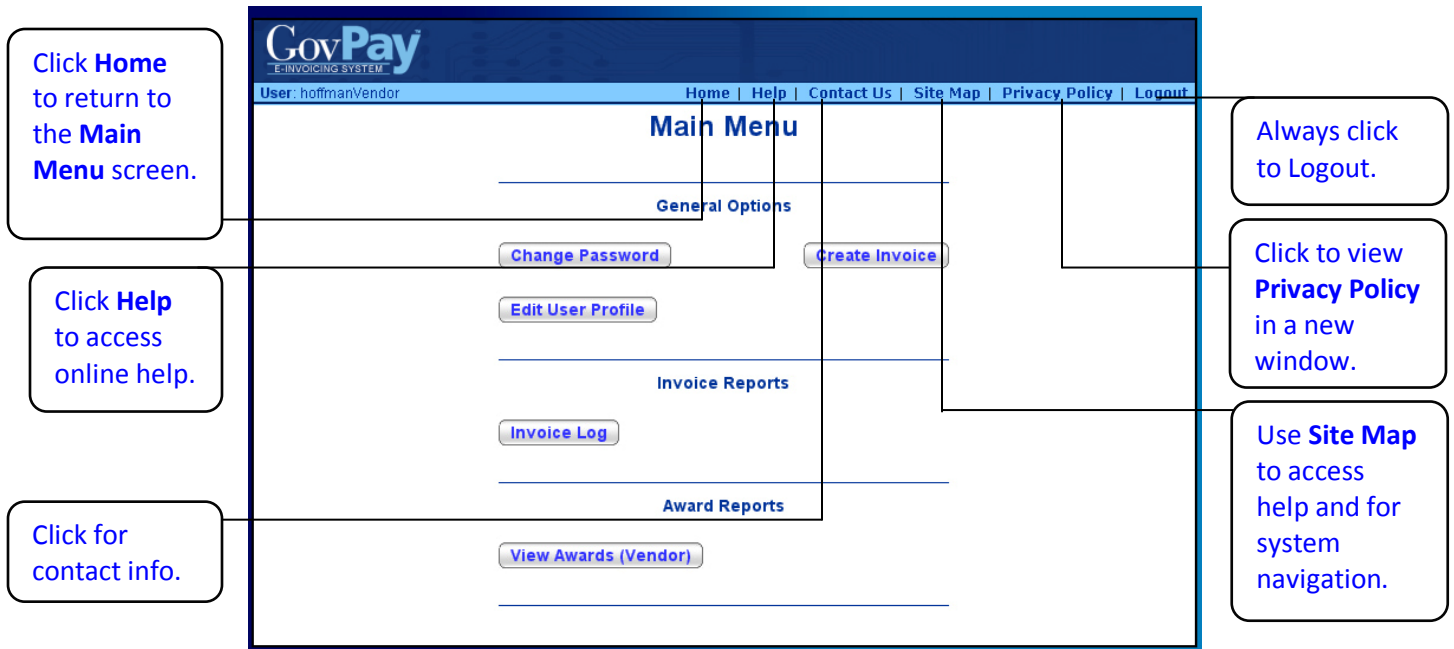 Click Home
to return to
the Main
Menu screen.
Click Help
to access
online help.
Click for
contact info.
GovPay
E-INVOICING SYSTEM
User: hoffmanVendor
Home | Help | Contact Us | Site Map | Privacy Policy | Logout
Main Menu
General Options
Change Password
Create Invoice
Edit User Profile
Invoice Reports
Invoice Log
Award Reports
View Awards (Vendor)
Always click
to Logout.
Click to view
Privacy Policy
in a new
window.
Use Site Map
to access
help and for
system
navigation.